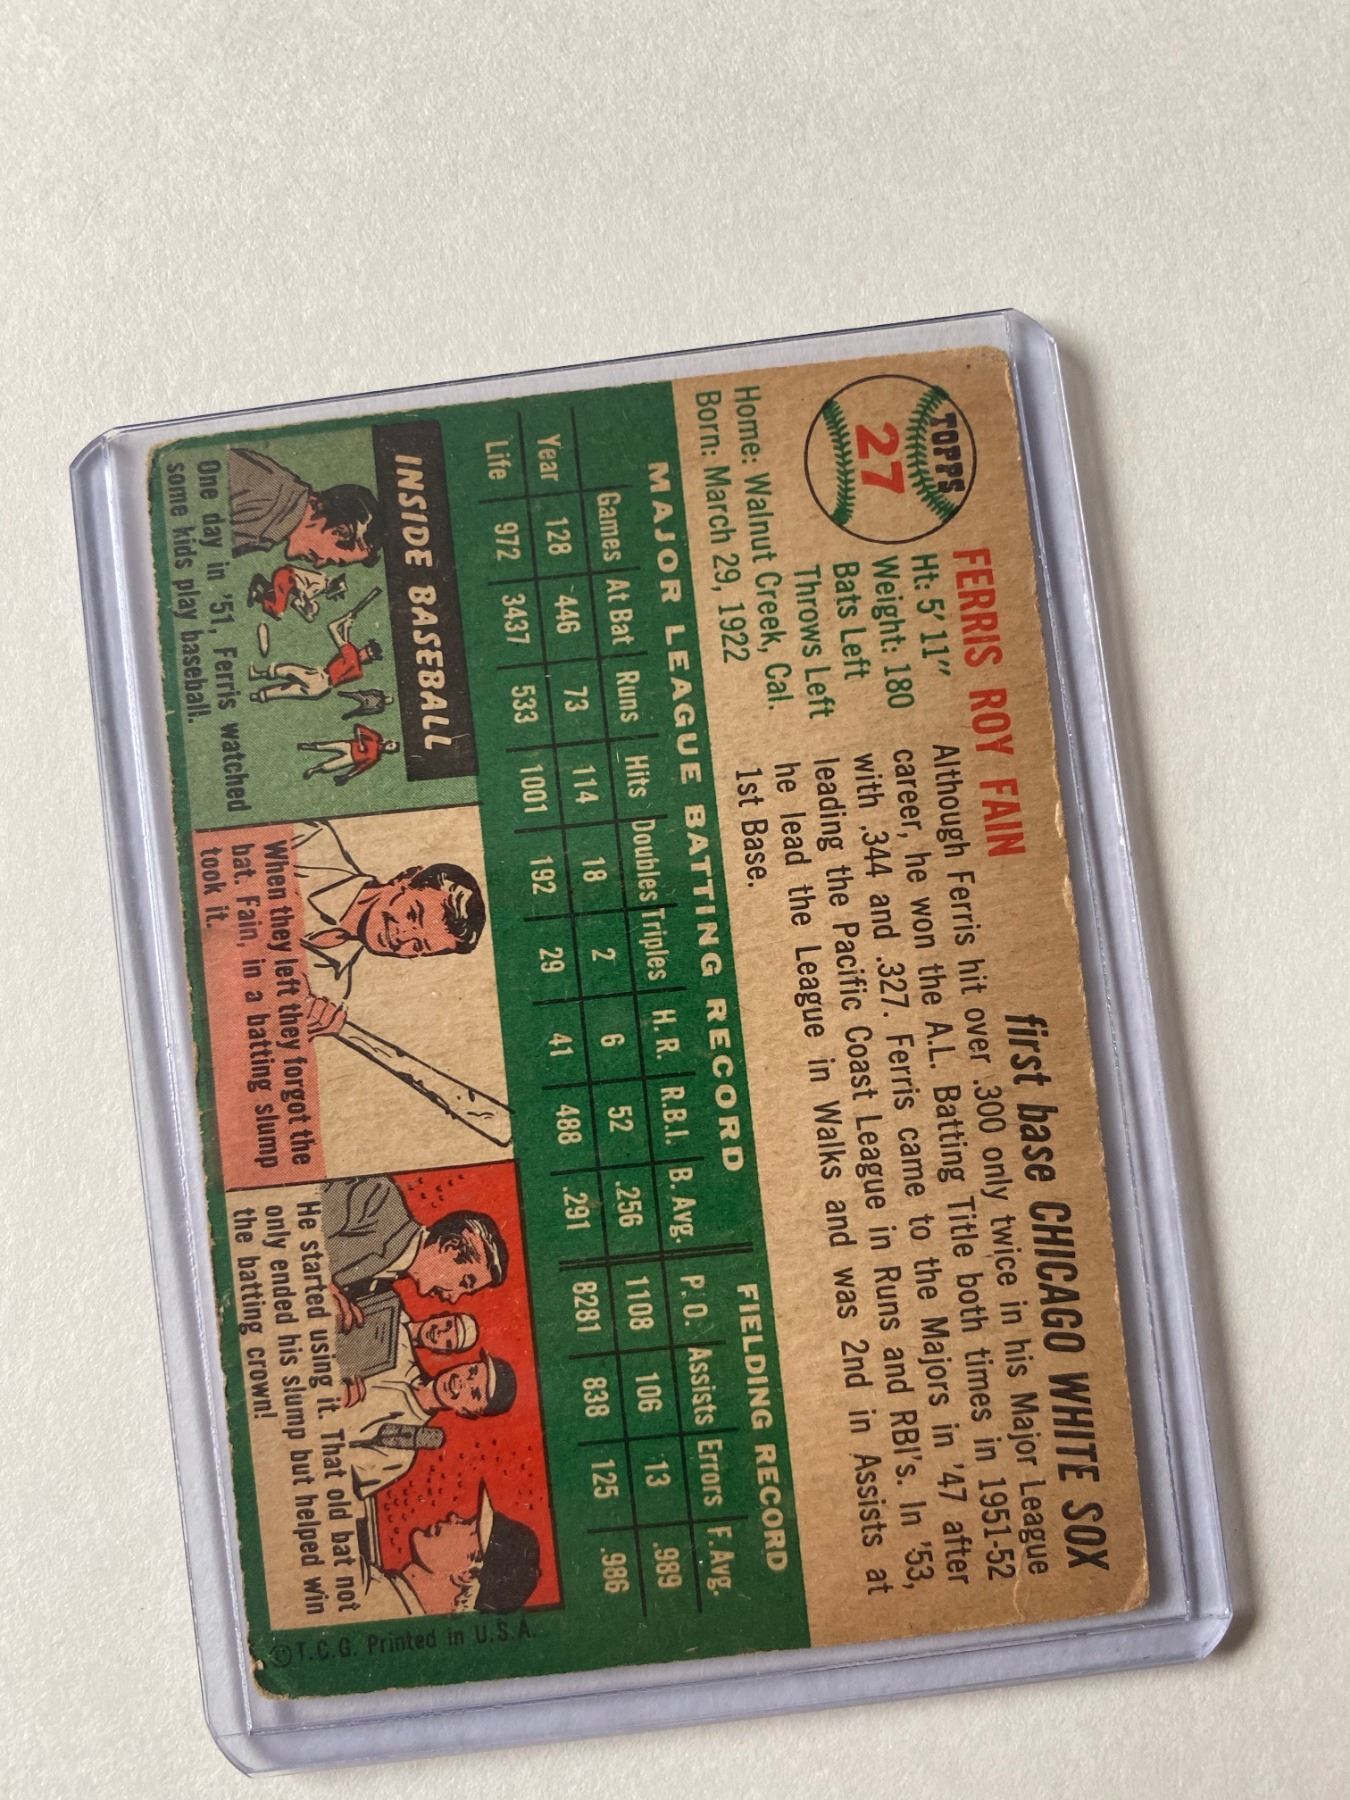 TOPPS
27
FERRIS ROY FAIN
first base CHICAGO WHITE SOX
Ht: 5'11"
Weight: 180
Bats Left
Throws Left
Home: Walnut Creek, Cal.
Born: March 29, 1922
Although Ferris hit over .300 only twice in his Major League
career, he won the A.L. Batting Title both times in 1951-52
with .344 and .327. Ferris came to the Majors in '47 after
leading the Pacific Coast League in Runs and RBI's. In '53,
he lead the League in Walks and was 2nd in Assists at
1st Base.
MAJOR LEAGUE BATTING RECORD FIELDING RECORD
Games At Bat Runs Hits Doubles Triples H. R. R.B.I. B. Avg. P. O. Assists Errors F. Avg.
Year 128 446 73 114 18 2 6 52 .256 1108 106 13 .989
Life 972 3437 533 1001 192 29 41 488 .291 8281 838 125 .986
INSIDE BASEBALL
One day in '51, Ferris watched
some kids play baseball.
When they left they forgot the
bat. Fain, in a batting slump
took it.
He started using it. That old bat not
only ended his slump but helped win
the batting crown!
©T.C.G. Printed in U.S.A.